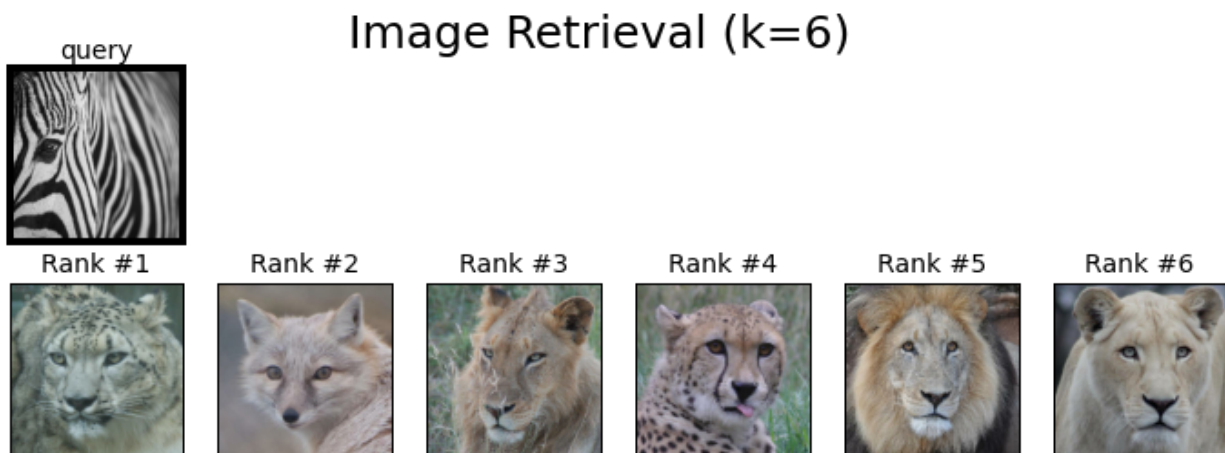 Image Retrieval (k=6)
query
Rank #1
Rank #2
Rank #3
Rank #4
Rank #5
Rank #6